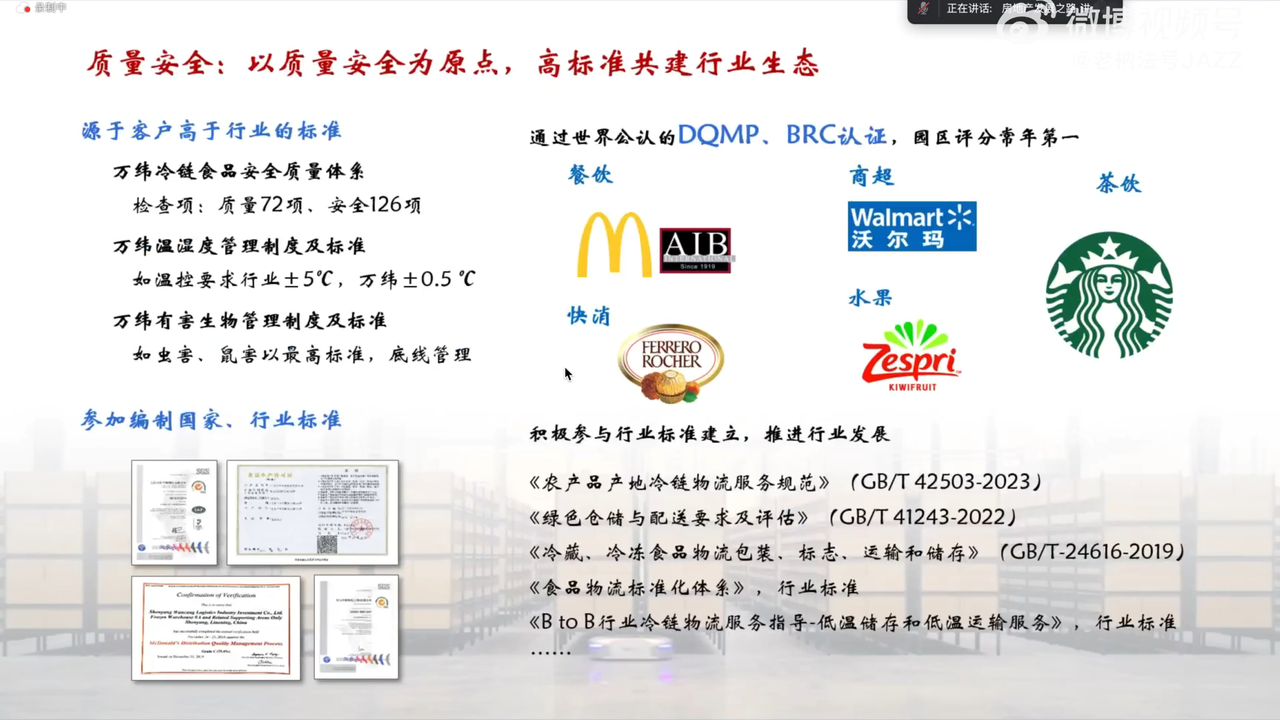 录制中
正在讲话: 房地产发展之路 讲...
微博视频号
质量安全：以质量安全为原点，高标准共建行业生态
源于客户高于行业的标准
万纬冷链食品安全质量体系
检查项：质量72项、安全126项
万纬温湿度管理制度及标准
如温控要求行业±5℃，万纬±0.5 ℃
万纬有害生物管理制度及标准
如虫害、鼠害以最高标准，底线管理
参加编制国家、行业标准
SGS
Confirmation of Verification
Shenyang Wancang Logistics Industry Investment Co., Ltd.
Shenyang, Liaoning, China
McDonald's Distribution Quality Management Process
SGS
通过世界公认的DQMP、BRC认证，园区评分常年第一
餐饮
AIB
Since 1919
商超
Walmart
沃尔玛
茶饮
快消
FERRERO
ROCHER
水果
Zespri
KIWIFRUIT
积极参与行业标准建立，推进行业发展
《农产品产地冷链物流服务规范》（GB/T 42503-2023）
《绿色仓储与配送要求及评估》（GB/T 41243-2022）
《冷藏、冷冻食品物流包装、标志、运输和储存》（GB/T-24616-2019）
《食品物流标准化体系》，行业标准
《B to B行业冷链物流服务指导-低温储存和低温运输服务》，行业标准
……